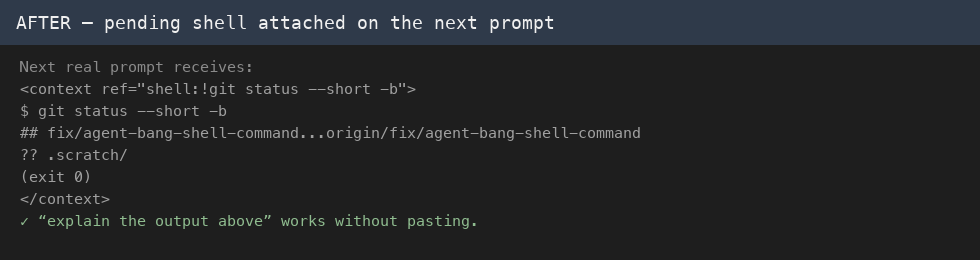 AFTER — pending shell attached on the next prompt
Next real prompt receives:
<context ref="shell:!git status --short -b">
$ git status --short -b
## fix/agent-bang-shell-command...origin/fix/agent-bang-shell-command
?? .scratch/
(exit 0)
</context>
✓ “explain the output above” works without pasting.